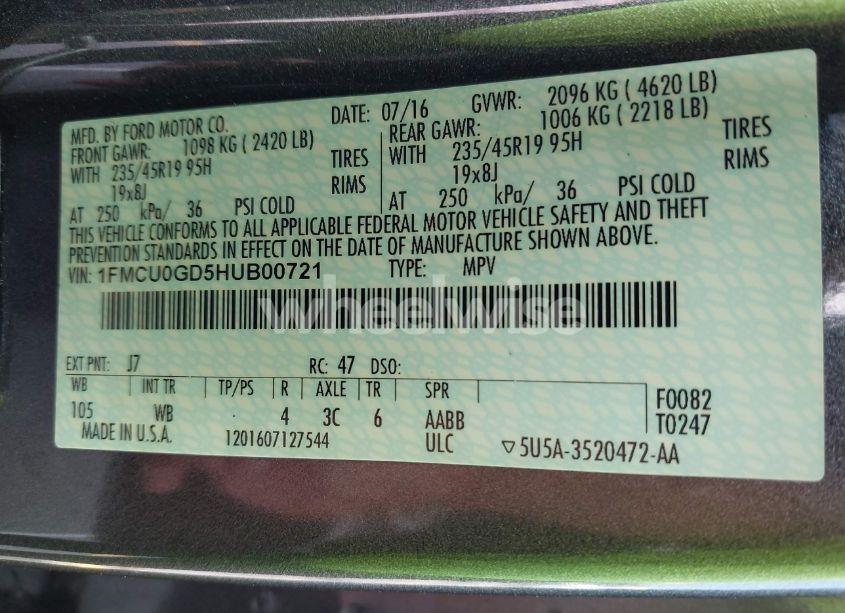 MFD. BY FORD MOTOR CO. DATE: 07/16 GVWR: 2096 KG ( 4620 LB)
FRONT GAWR: 1098 KG ( 2420 LB) REAR GAWR: 1006 KG ( 2218 LB)
WITH 235/45R19 95H TIRES WITH 235/45R19 95H TIRES
19x8J RIMS 19x8J RIMS
AT 250 kPa/ 36 PSI COLD AT 250 kPa/ 36 PSI COLD
THIS VEHICLE CONFORMS TO ALL APPLICABLE FEDERAL MOTOR VEHICLE SAFETY AND THEFT
PREVENTION STANDARDS IN EFFECT ON THE DATE OF MANUFACTURE SHOWN ABOVE.
VIN: 1FMCU0GD5HUB00721 TYPE: MPV
wheelwise
EXT PNT: J7 RC: 47 DSO:
WB INT TR TP/PS R AXLE TR SPR F0082
105 WB 4 3C 6 AABB T0247
MADE IN U.S.A. 1201607127544 ULC ▽5U5A-3520472-AA